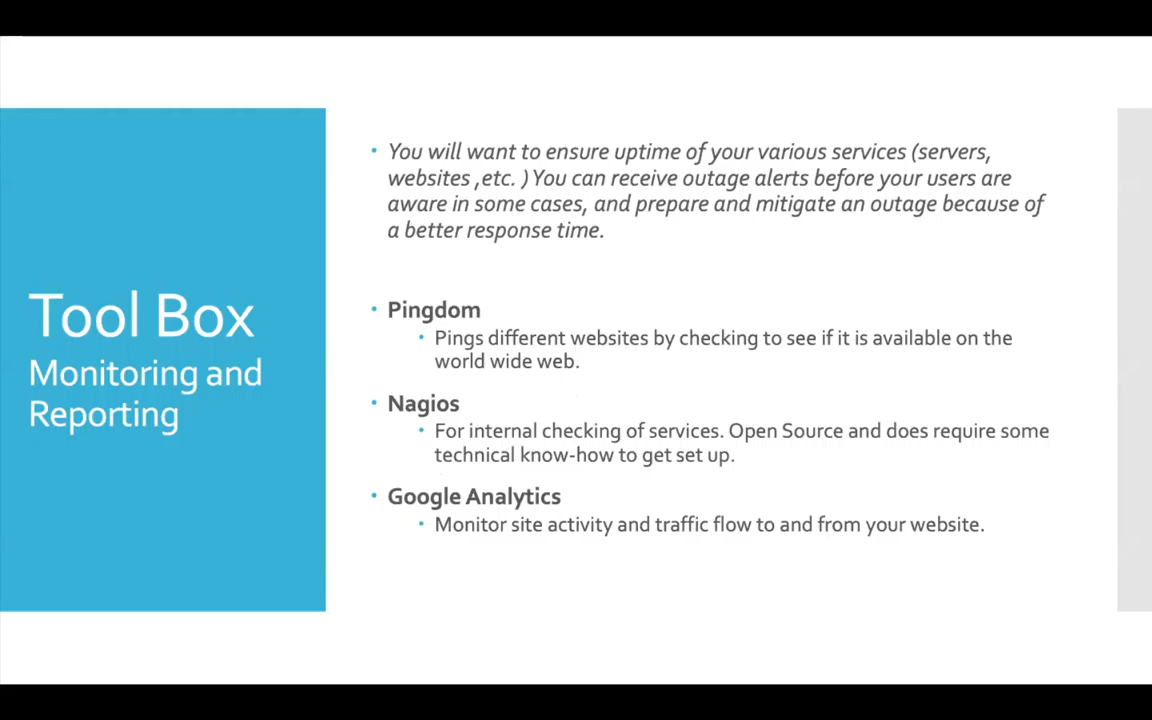 Tool Box
Monitoring and
Reporting
• You will want to ensure uptime of your various services (servers,
websites ,etc. ) You can receive outage alerts before your users are
aware in some cases, and prepare and mitigate an outage because of
a better response time.
• Pingdom
• Pings different websites by checking to see if it is available on the
world wide web.
• Nagios
• For internal checking of services. Open Source and does require some
technical know-how to get set up.
• Google Analytics
• Monitor site activity and traffic flow to and from your website.